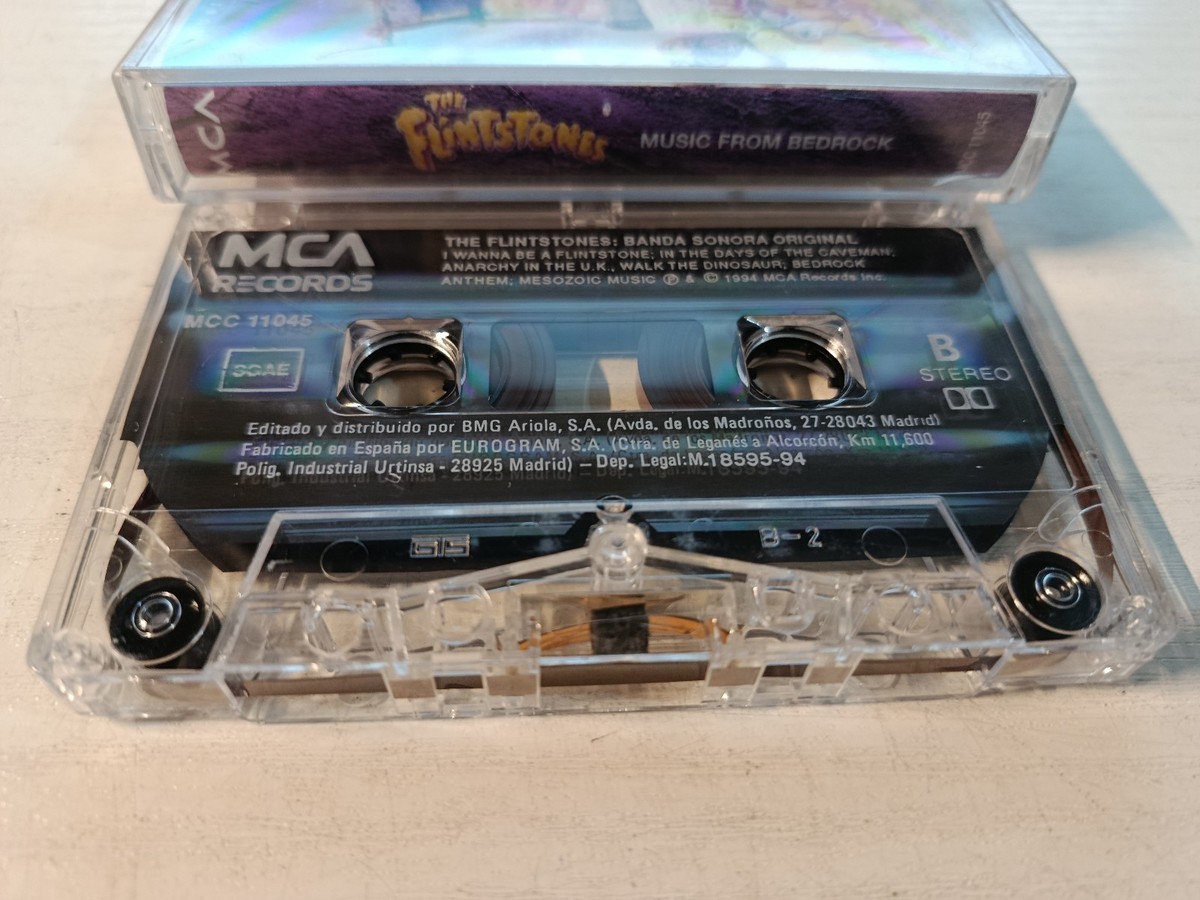 MCA
THE
FLINTSTONES
MUSIC FROM BEDROCK
MCC 11045
MCA
RECORDS
THE FLINTSTONES: BANDA SONORA ORIGINAL
I WANNA BE A FLINTSTONE; IN THE DAYS OF THE CAVEMAN;
ANARCHY IN THE U.K., WALK THE DINOSAUR; BEDROCK
ANTHEM; MESOZOIC MUSIC ℗ & © 1994 MCA Records Inc.
MCC 11045
SGAE
B
STEREO
Editado y distribuido por BMG Ariola, S.A. (Avda. de los Madroños, 27-28043 Madrid)
Fabricado en España por EUROGRAM, S.A. (Ctra. de Leganés a Alcorcón, Km 11,600
Polig. Industrial Urtinsa - 28925 Madrid) — Dep. Legal: M.18595-94
8-2